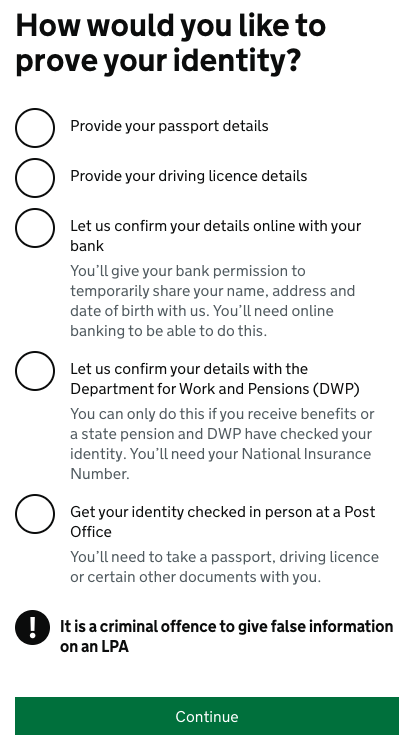 How would you like to
prove your identity?
Provide your passport details
Provide your driving licence details
Let us confirm your details online with your
bank
You’ll give your bank permission to
temporarily share your name, address and
date of birth with us. You’ll need online
banking to be able to do this.
Let us confirm your details with the
Department for Work and Pensions (DWP)
You can only do this if you receive benefits or
a state pension and DWP have checked your
identity. You’ll need your National Insurance
Number.
Get your identity checked in person at a Post
Office
You’ll need to take a passport, driving licence
or certain other documents with you.
! It is a criminal offence to give false information
on an LPA
Continue